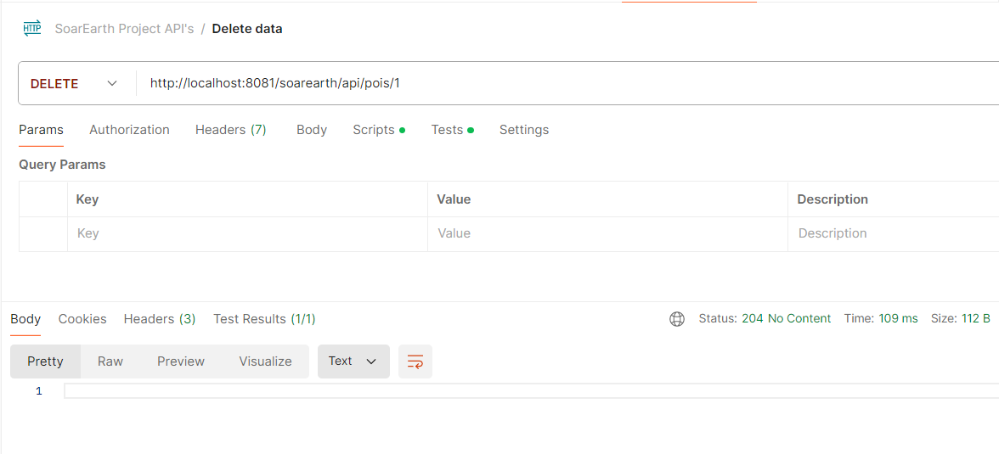 HTTP SoarEarth Project API's / Delete data
DELETE http://localhost:8081/soarearth/api/pois/1
Params Authorization Headers (7) Body Scripts Tests Settings
Query Params
Key Value Description
Key Value Description
Body Cookies Headers (3) Test Results (1/1) Status: 204 No Content Time: 109 ms Size: 112 B
Pretty Raw Preview Visualize Text
1